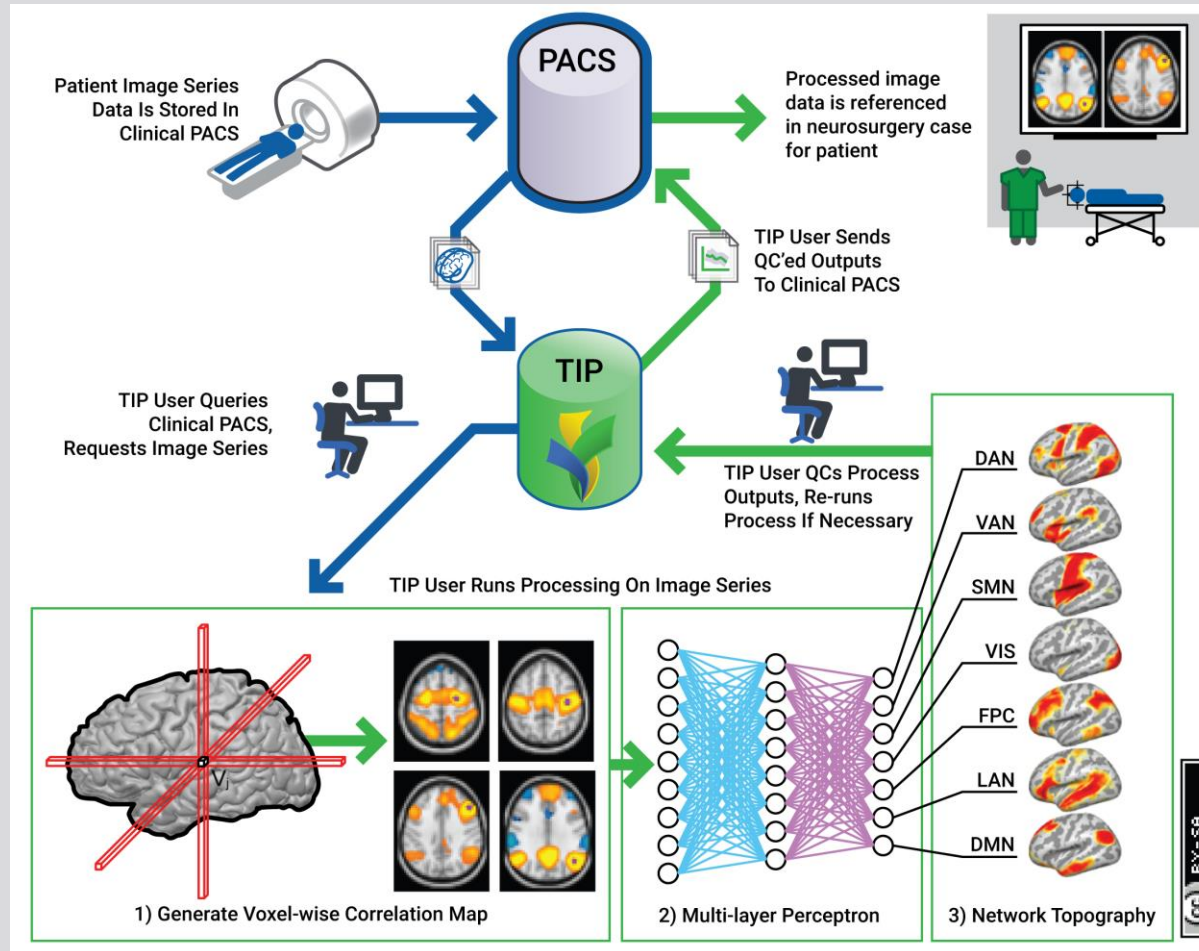 Patient Image Series
Data Is Stored In
Clinical PACS
PACS
Processed image
data is referenced
in neurosurgery case
for patient
TIP User Sends
QC'ed Outputs
To Clinical PACS
TIP
TIP User Queries
Clinical PACS,
Requests Image Series
TIP User QCs Process
Outputs, Re-runs
Process If Necessary
TIP User Runs Processing On Image Series
Vj
1) Generate Voxel-wise Correlation Map
2) Multi-layer Perceptron
DAN
VAN
SMN
VIS
FPC
LAN
DMN
3) Network Topography